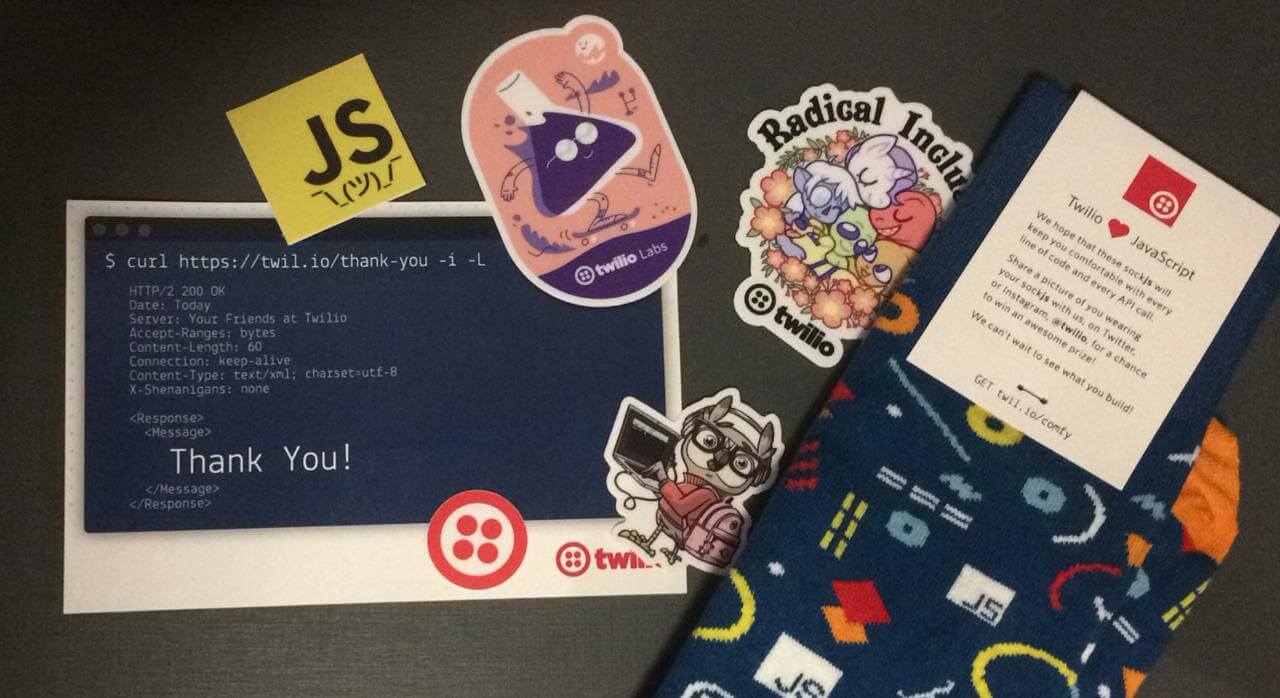 JS
¯\_(ツ)_/¯
$ curl https://twil.io/thank-you -i -L
HTTP/2 200 OK
Date: Today
Server: Your Friends at Twilio
Accept-Ranges: bytes
Content-Length: 60
Connection: keep-alive
Content-Type: text/xml; charset=utf-8
X-Shenanigans: none
<Response>
<Message>
Thank You!
</Message>
</Response>
twilio Labs
Radical Inclu
twilio
twili
Twilio ❤ JavaScript
We hope that these sockjs will
keep you comfortable with every
line of code and every API call.
Share a picture of you wearing
your sockjs with us, on Twitter,
or Instagram, @twilio, for a chance
to win an awesome prize!
We can't wait to see what you build!
GET twil.io/comfy
JS
JS